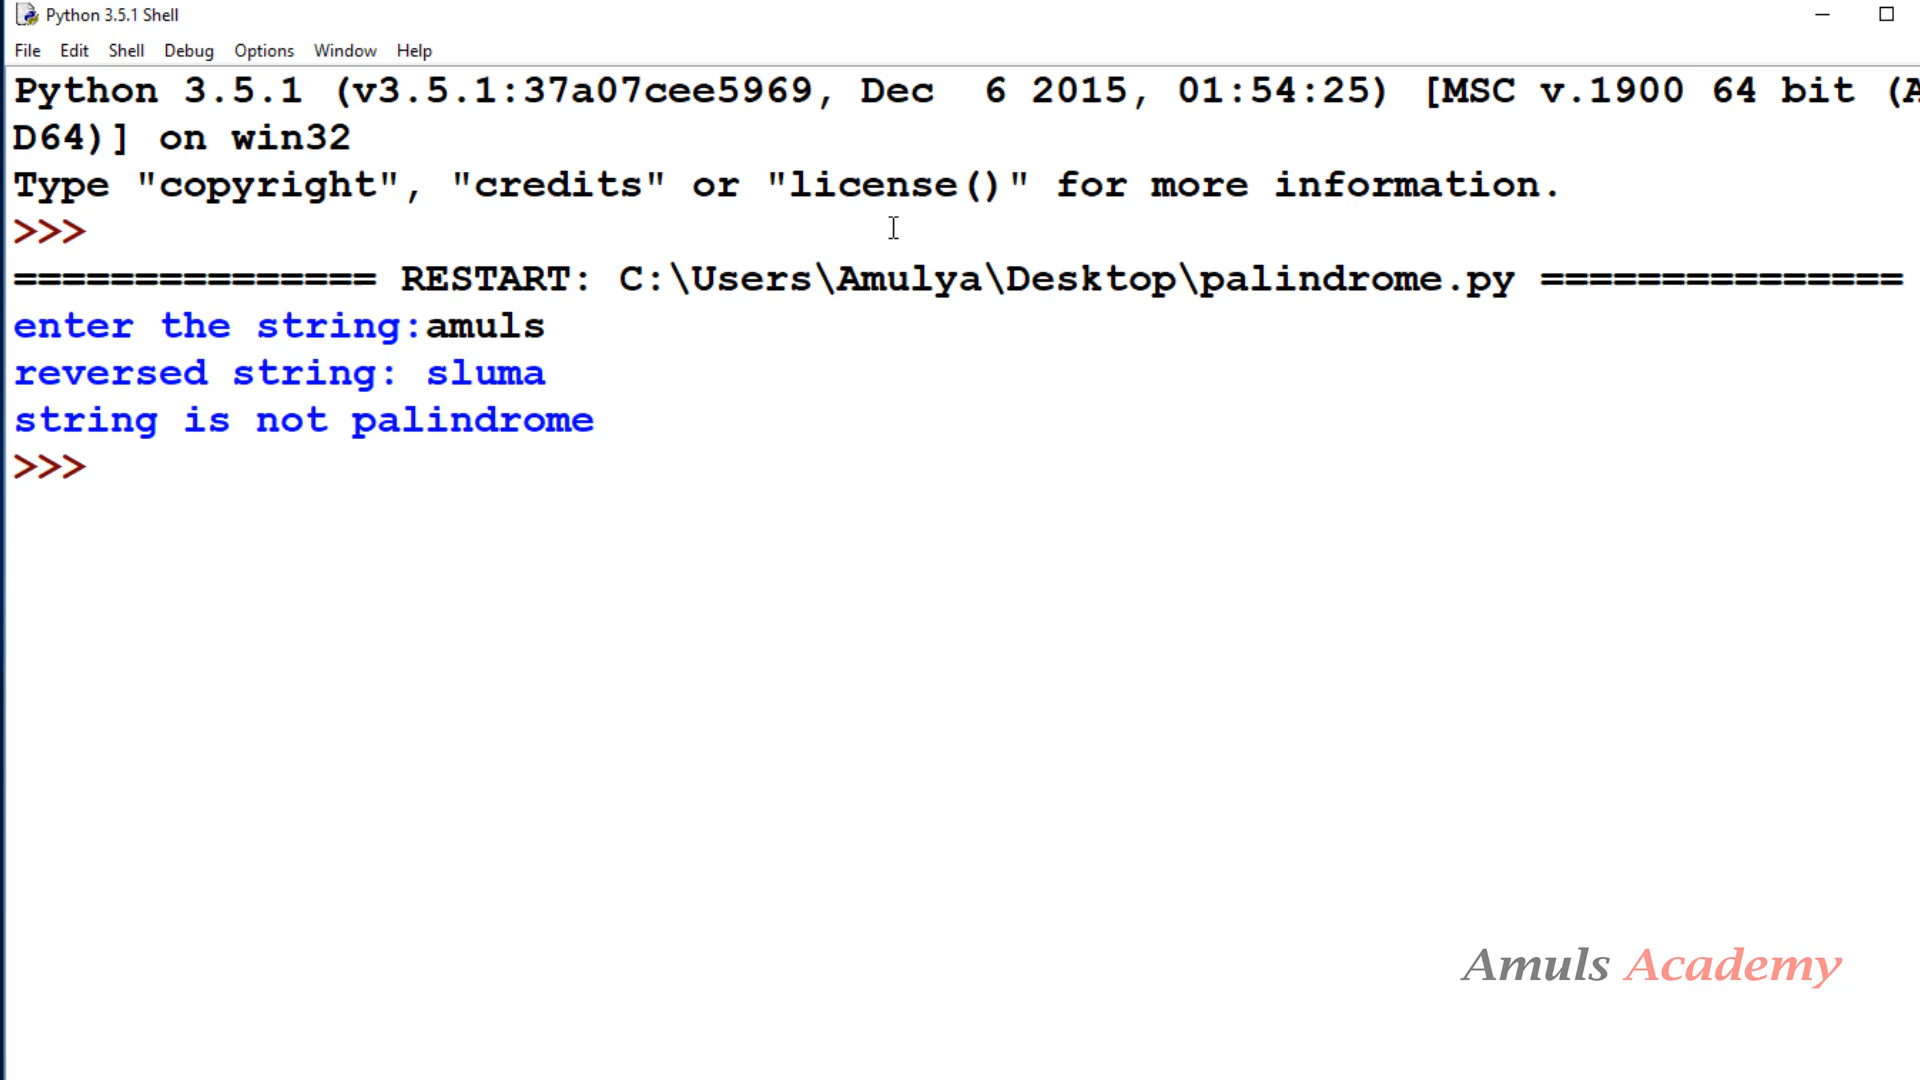 Python 3.5.1 Shell
File Edit Shell Debug Options Window Help
Python 3.5.1 (v3.5.1:37a07cee5969, Dec  6 2015, 01:54:25) [MSC v.1900 64 bit (A
D64)] on win32
Type "copyright", "credits" or "license()" for more information.
>>>
=============== RESTART: C:\Users\Amulya\Desktop\palindrome.py ===============
enter the string:amuls
reversed string: sluma
string is not palindrome
>>>
Amuls Academy